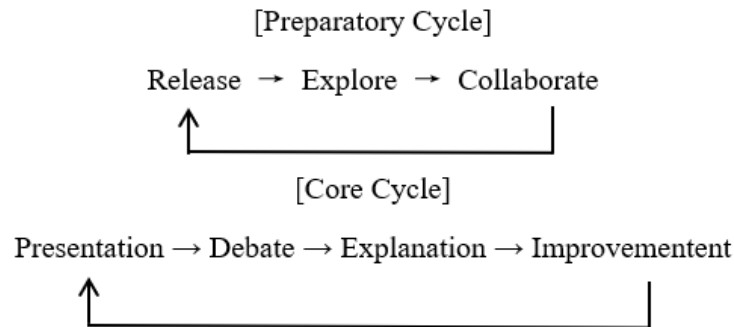 [Preparatory Cycle]
Release → Explore → Collaborate
[Core Cycle]
Presentation → Debate → Explanation → Improvementent